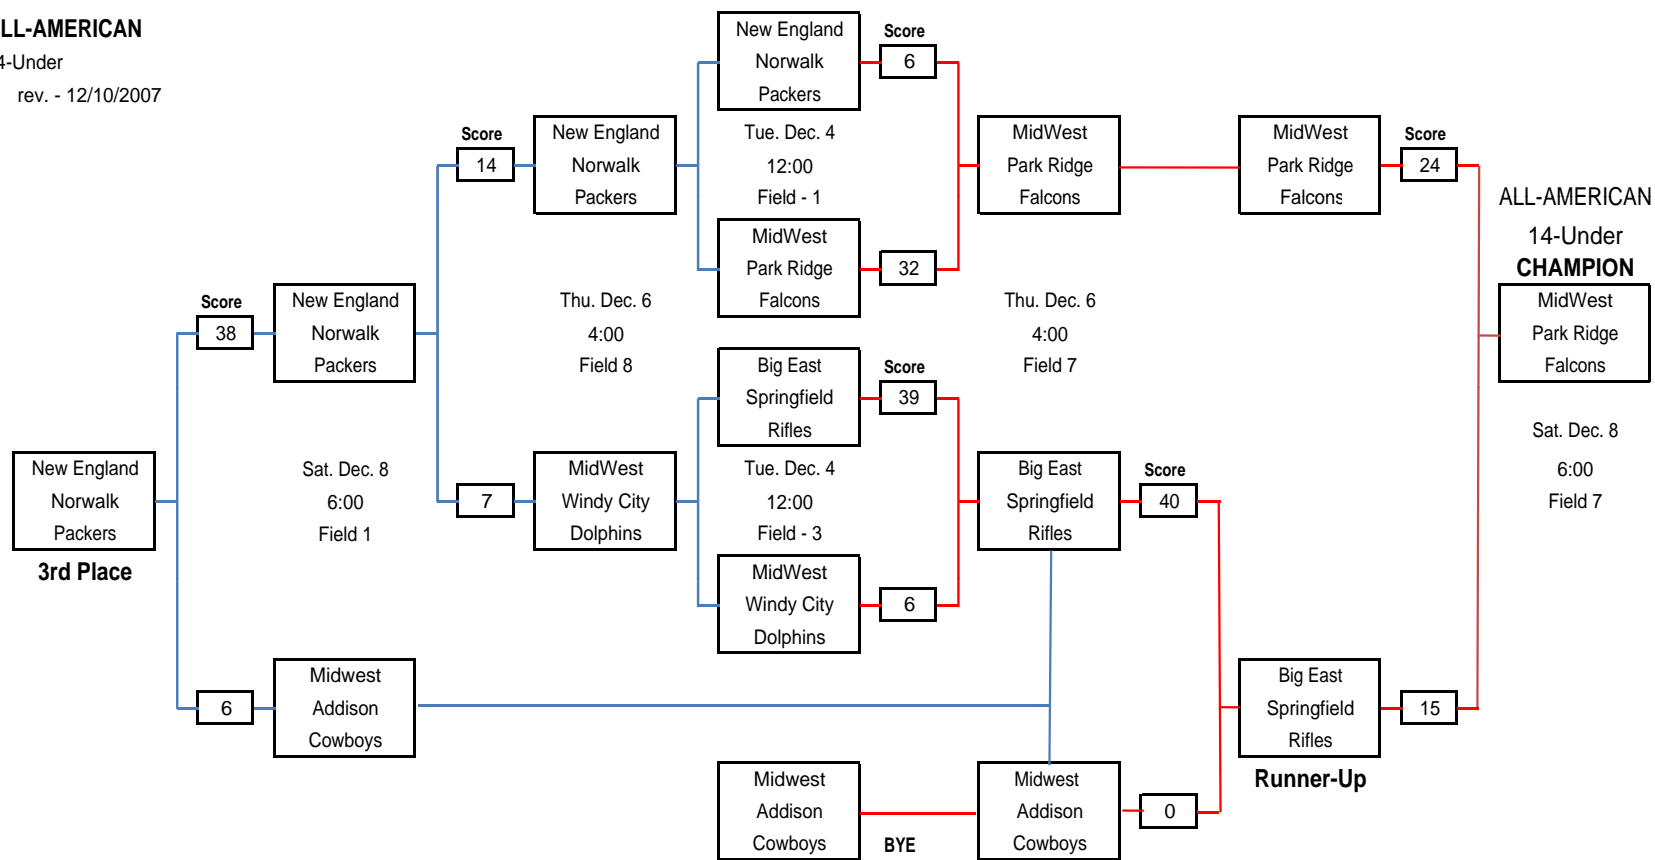 LL-AMERICAN
4-Under
rev. - 12/10/2007
New England
Norwalk
Packers
Score
6
Score
14
New England
Norwalk
Packers
Tue. Dec. 4
12:00
Field - 1
MidWest
Park Ridge
Falcons
MidWest
Park Ridge
Falcons
Score
24
ALL-AMERICAN
14-Under
CHAMPION
MidWest
Park Ridge
Falcons
32
Score
38
New England
Norwalk
Packers
Thu. Dec. 6
4:00
Field 8
Thu. Dec. 6
4:00
Field 7
MidWest
Park Ridge
Falcons
Big East
Springfield
Rifles
Score
39
Sat. Dec. 8
6:00
Field 7
New England
Norwalk
Packers
3rd Place
Sat. Dec. 8
6:00
Field 1
7
MidWest
Windy City
Dolphins
Tue. Dec. 4
12:00
Field - 3
Big East
Springfield
Rifles
Score
40
MidWest
Windy City
Dolphins
6
6
Midwest
Addison
Cowboys
Big East
Springfield
Rifles
15
Runner-Up
Midwest
Addison
Cowboys
BYE
Midwest
Addison
Cowboys
0